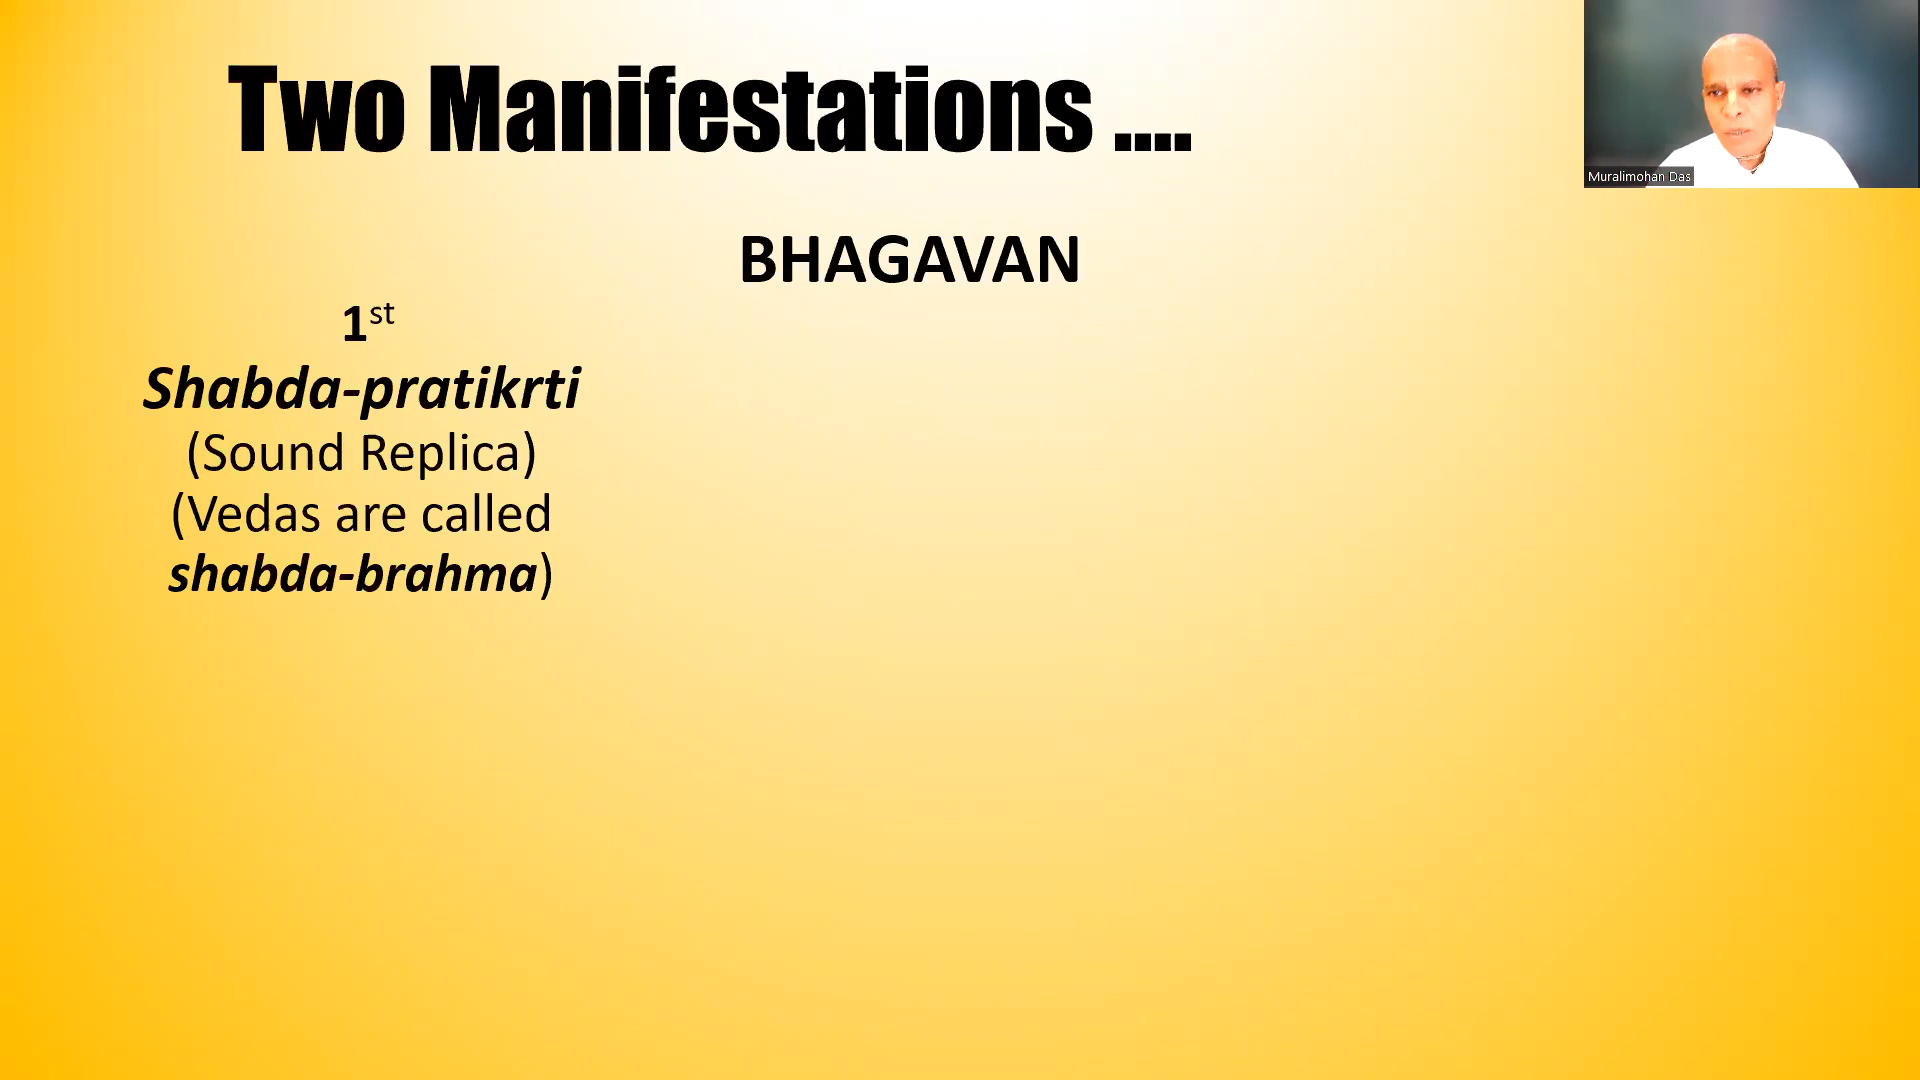 Two Manifestations ....
Muralimohan Das
BHAGAVAN
1st
Shabda-pratikrti
(Sound Replica)
(Vedas are called
shabda-brahma)